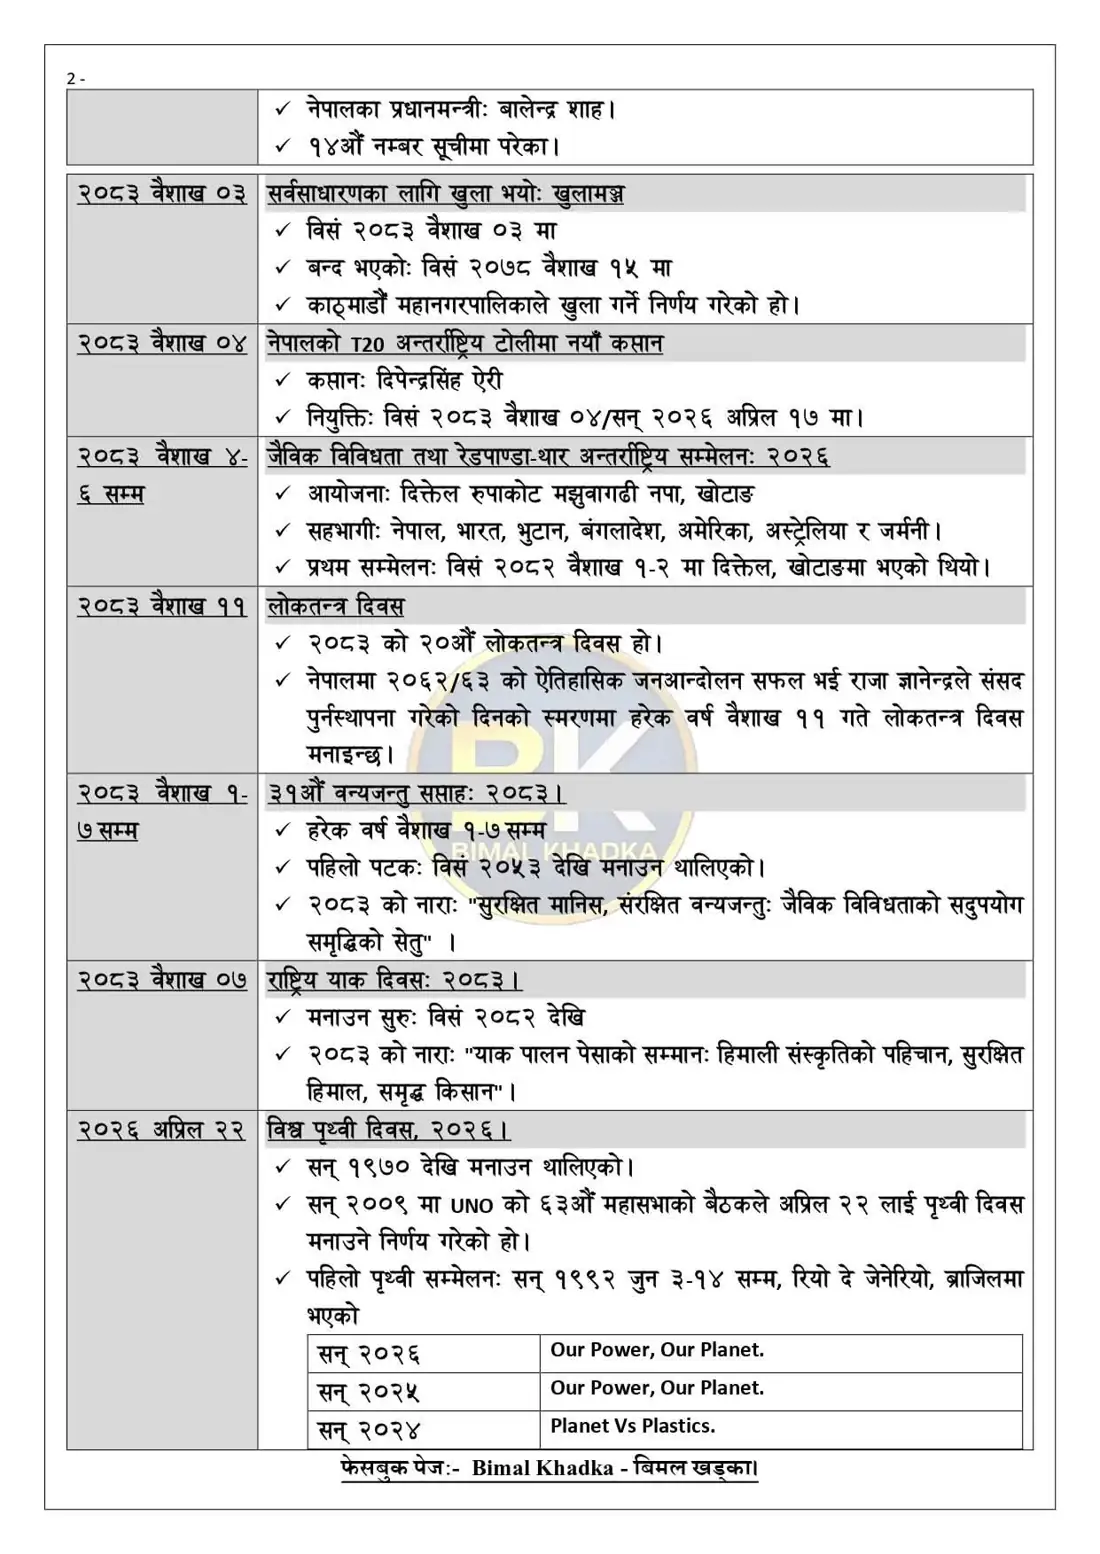 2 -
✓ नेपालका प्रधानमन्त्रीः बालेन्द्र शाह।
✓ १४औं नम्बर सूचीमा परेका।
२०८३ वैशाख ०३
सर्वसाधारणका लागि खुला भयोः खुलामञ्च
✓ विसं २०८३ वैशाख ०३ मा
✓ बन्द भएकोः विसं २०७८ वैशाख १५ मा
✓ काठ्माडौं महानगरपालिकाले खुला गर्ने निर्णय गरेको हो।
२०८३ वैशाख ०४
नेपालको T20 अन्तर्राष्ट्रिय टोलीमा नयाँ कप्तान
✓ कप्तानः दिपेन्द्रसिंह ऐरी
✓ नियुक्तिः विसं २०८३ वैशाख ०४/सन् २०२६ अप्रिल १७ मा।
२०८३ वैशाख ४-
६ सम्म
जैविक विविधता तथा रेडपाण्डा-थार अन्तर्राष्ट्रिय सम्मेलनः २०२६
✓ आयोजनाः दिक्तेल रुपाकोट मझुवागढी नपा, खोटाङ
✓ सहभागीः नेपाल, भारत, भुटान, बंगलादेश, अमेरिका, अस्ट्रेलिया र जर्मनी।
✓ प्रथम सम्मेलनः विसं २०८२ वैशाख १-२ मा दिक्तेल, खोटाङमा भएको थियो।
२०८३ वैशाख ११
लोकतन्त्र दिवस
✓ २०८३ को २०औं लोकतन्त्र दिवस हो।
✓ नेपालमा २०६२/६३ को ऐतिहासिक जनआन्दोलन सफल भई राजा ज्ञानेन्द्रले संसद
पुर्नस्थापना गरेको दिनको स्मरणमा हरेक वर्ष वैशाख ११ गते लोकतन्त्र दिवस
मनाइन्छ।
BK
BIMAL KHADKA
२०८३ वैशाख १-
७ सम्म
३१औं वन्यजन्तु सप्ताहः २०८३।
✓ हरेक वर्ष वैशाख १-७ सम्म
✓ पहिलो पटकः विसं २०५३ देखि मनाउन थालिएको।
✓ २०८३ को नाराः "सुरक्षित मानिस, संरक्षित वन्यजन्तुः जैविक विविधताको सदुपयोग
समृद्धिको सेतु" ।
२०८३ वैशाख ०७
राष्ट्रिय याक दिवसः २०८३।
✓ मनाउन सुरुः विसं २०८२ देखि
✓ २०८३ को नाराः "याक पालन पेसाको सम्मानः हिमाली संस्कृतिको पहिचान, सुरक्षित
हिमाल, समृद्ध किसान"।
२०२६ अप्रिल २२
विश्व पृथ्वी दिवस, २०२६।
✓ सन् १९७० देखि मनाउन थालिएको।
✓ सन् २००९ मा UNO को ६३औं महासभाको बैठकले अप्रिल २२ लाई पृथ्वी दिवस
मनाउने निर्णय गरेको हो।
✓ पहिलो पृथ्वी सम्मेलनः सन् १९९२ जुन ३-१४ सम्म, रियो दे जेनेरियो, ब्राजिलमा
भएको
सन् २०२६ Our Power, Our Planet.
सन् २०२५ Our Power, Our Planet.
सन् २०२४ Planet Vs Plastics.
फेसबुक पेज:- Bimal Khadka - बिमल खड्का।